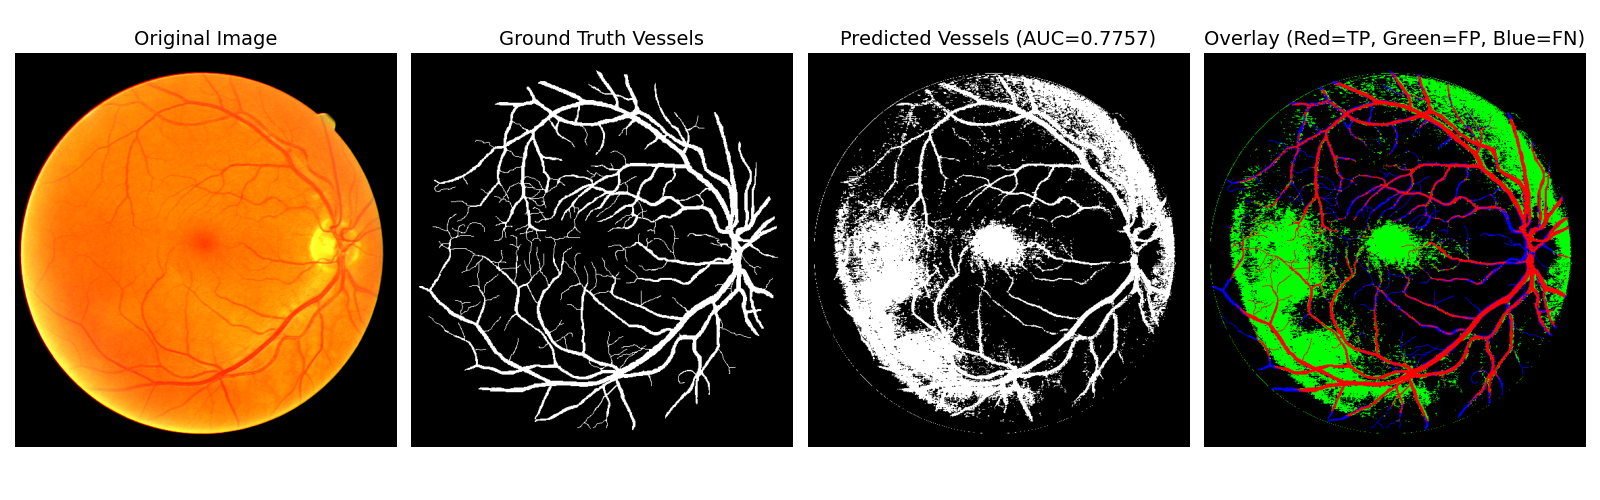 Original Image
Ground Truth Vessels
Predicted Vessels (AUC=0.7757)
Overlay (Red=TP, Green=FP, Blue=FN)